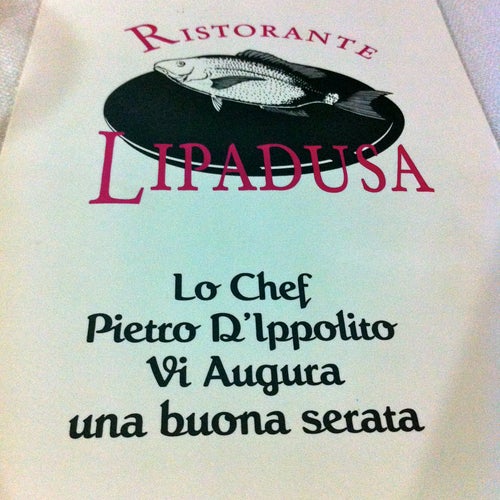 RISTORANTE
LIPADUSA
Lo Chef
Pietro D'Ippolito
Vi Augura
una buona serata